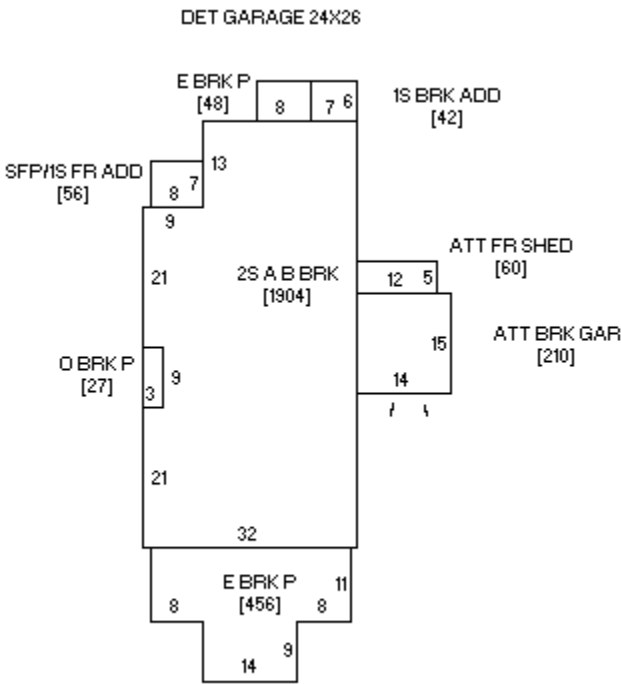 DET GARAGE 24X26
E BRK P
[48]
8
7 6
1S BRK ADD
[42]
13
SFP/1S FR ADD
[56]
8 7
9
ATT FR SHED
[60]
21
2S A B BRK
[1904]
12 5
ATT BRK GAR
[210]
15
O BRK P
[27]
3 9
14
21
32
E BRK P
[456]
11
8
8
9
14